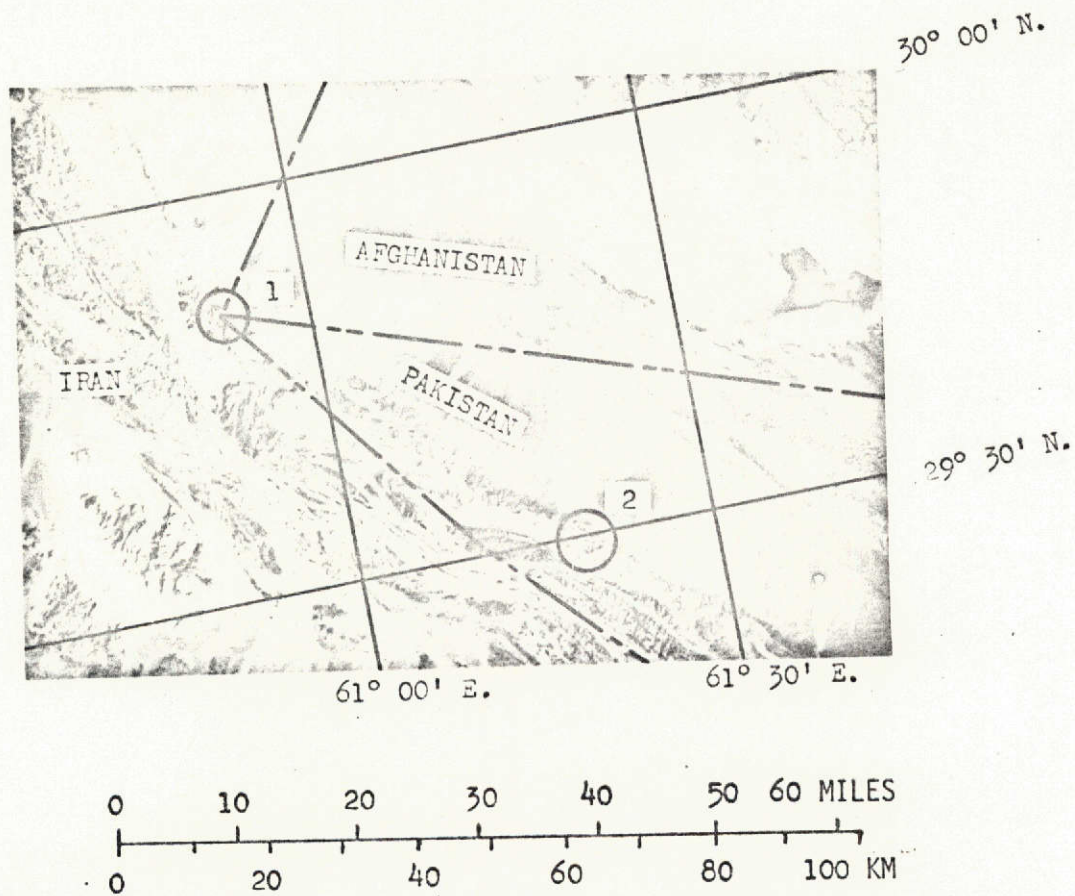 30° 00' N.
AFGHANISTAN
1
IRAN
PAKISTAN
29° 30' N.
2
61° 00' E.
61° 30' E.
0 10 20 30 40 50 60 MILES
0 20 40 60 80 100 KM